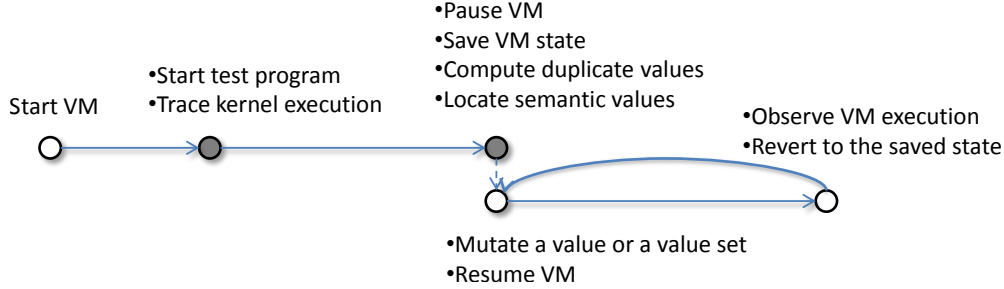 •Pause VM
•Save VM state
•Compute duplicate values
•Locate semantic values
•Start test program
•Trace kernel execution
Start VM
•Observe VM execution
•Revert to the saved state
•Mutate a value or a value set
•Resume VM